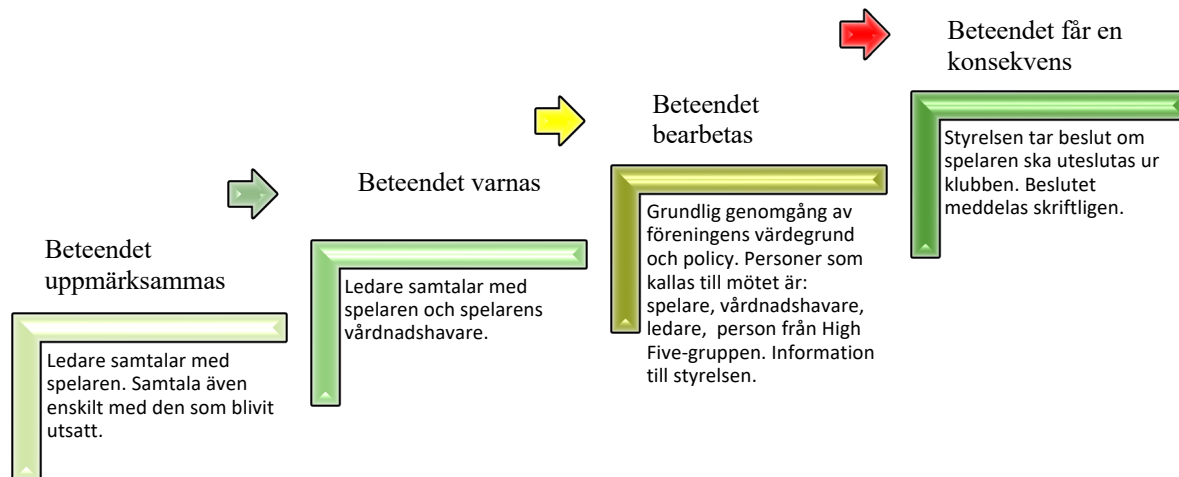 Beteendet
uppmärksammas
Ledare samtalar med
spelaren. Samtala även
enskilt med den som blivit
utsatt.
Beteendet varnas
Ledare samtalar med
spelaren och spelarens
vårdnadshavare.
Beteendet
bearbetas
Grundlig genomgång av
föreningens värdegrund
och policy. Personer som
kallas till mötet är:
spelare, vårdnadshavare,
ledare,  person från High
Five-gruppen. Information
till styrelsen.
Beteendet får en
konsekvens
Styrelsen tar beslut om
spelaren ska uteslutas ur
klubben. Beslutet
meddelas skriftligen.